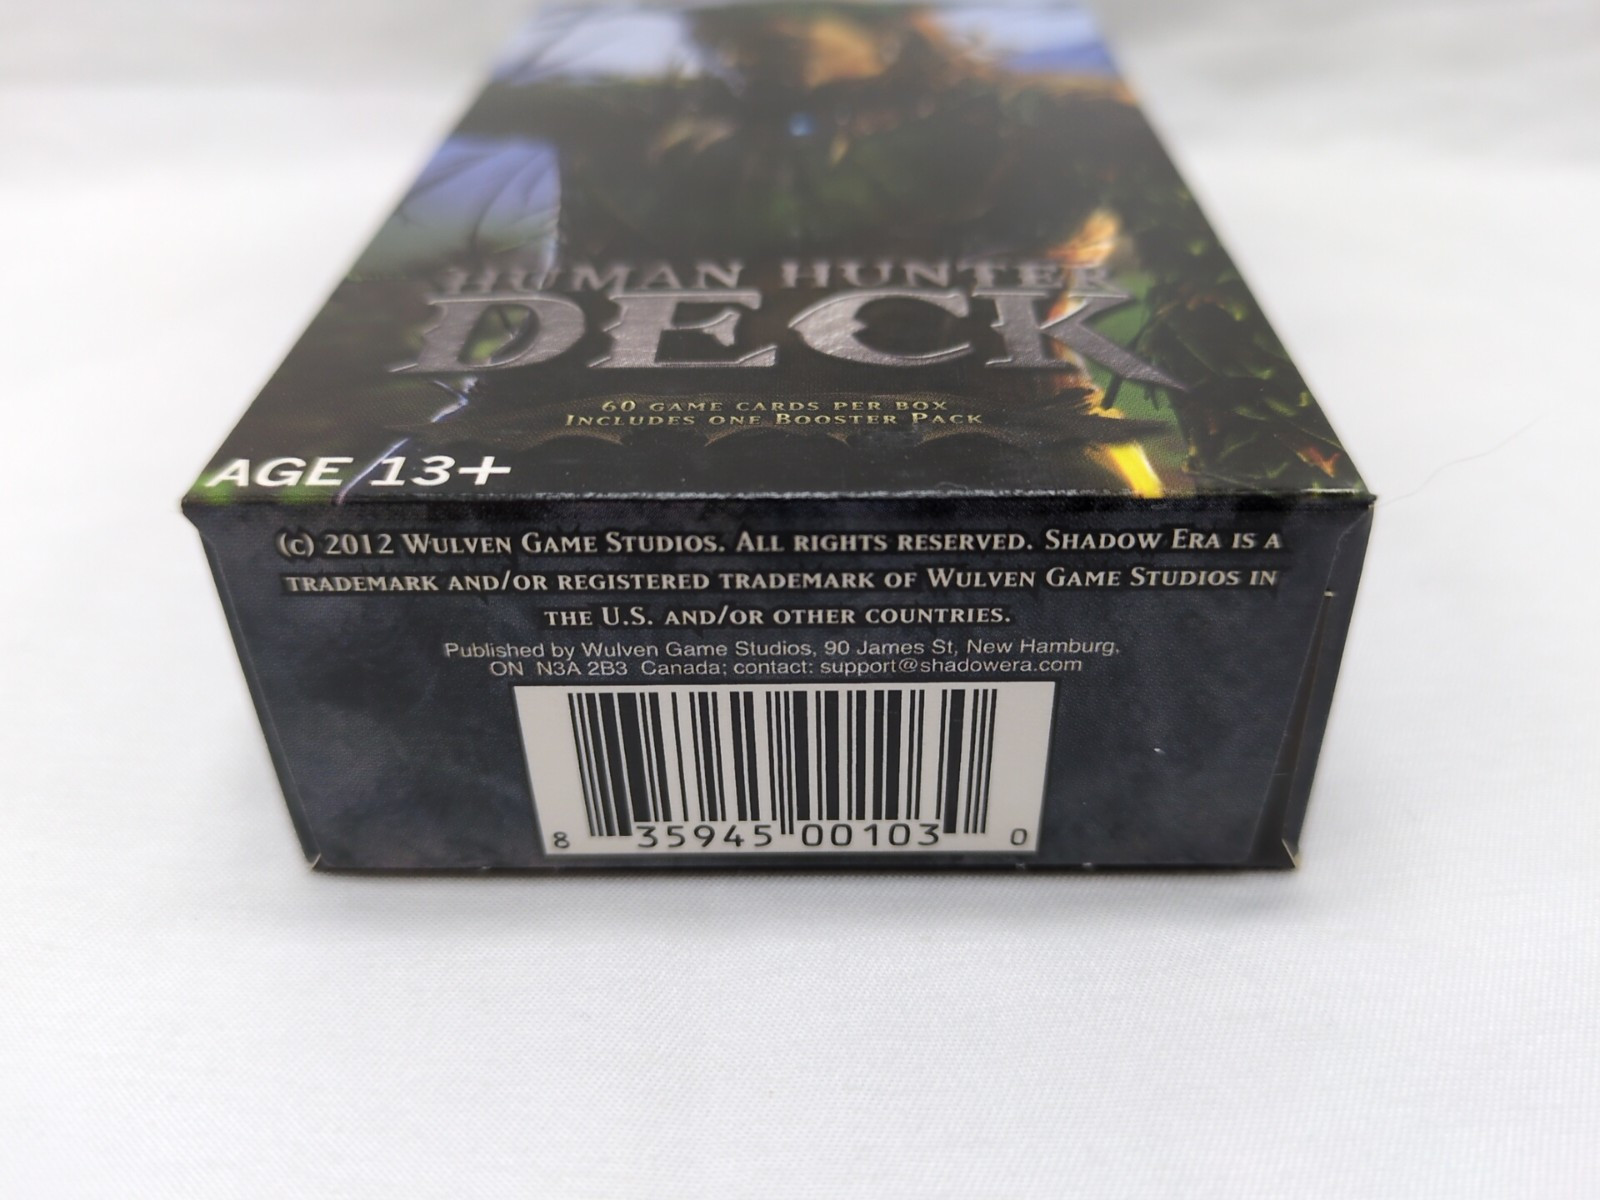 HUMAN HUNTER
DECK
60 GAME CARDS PER BOX
INCLUDES ONE BOOSTER PACK
AGE 13+
(C) 2012 WULVEN GAME STUDIOS. ALL RIGHTS RESERVED. SHADOW ERA IS A
TRADEMARK AND/OR REGISTERED TRADEMARK OF WULVEN GAME STUDIOS IN
THE U.S. AND/OR OTHER COUNTRIES.
Published by Wulven Game Studios, 90 James St, New Hamburg,
ON N3A 2B3 Canada; contact: support@shadowera.com
8 35945 00103 0